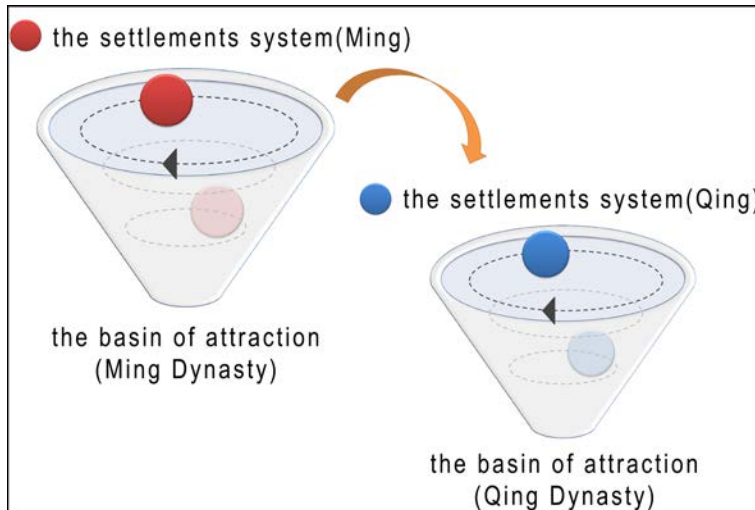 the settlements system(Ming)
the settlements system(Qing)
the basin of attraction
(Ming Dynasty)
the basin of attraction
(Qing Dynasty)